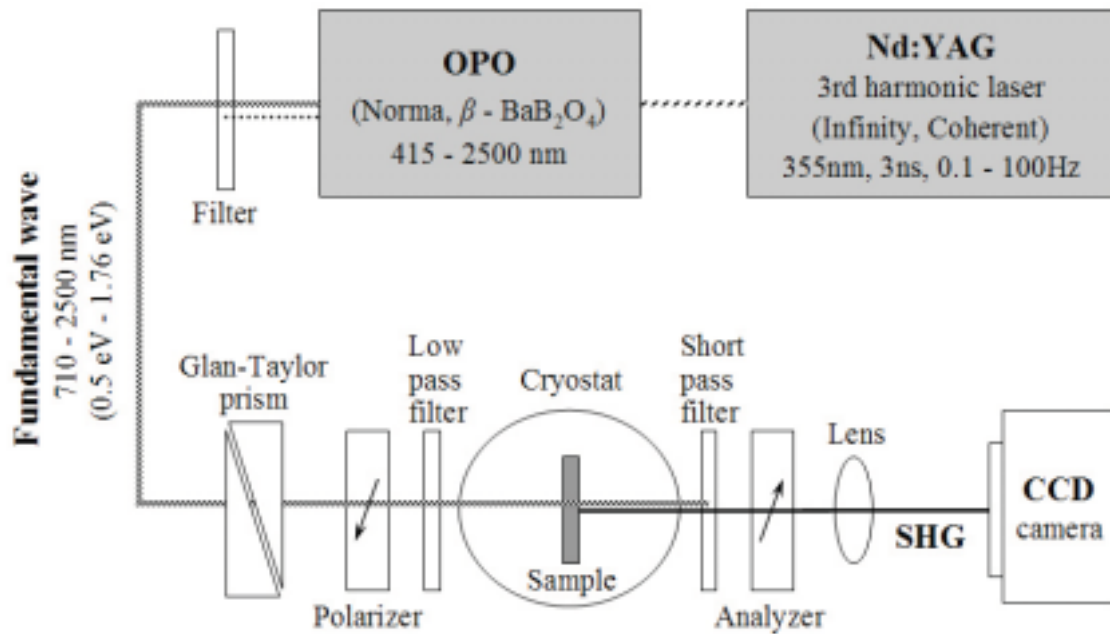 OPO
(Norma, β - BaB₂O₄)
415 - 2500 nm
Nd:YAG
3rd harmonic laser
(Infinity, Coherent)
355nm, 3ns, 0.1 - 100Hz
Filter
Fundamental wave
710 - 2500 nm
(0.5 eV - 1.76 eV)
Glan-Taylor
prism
Low
pass
filter
Cryostat
Short
pass
filter
Lens
CCD
camera
SHG
Sample
Polarizer
Analyzer